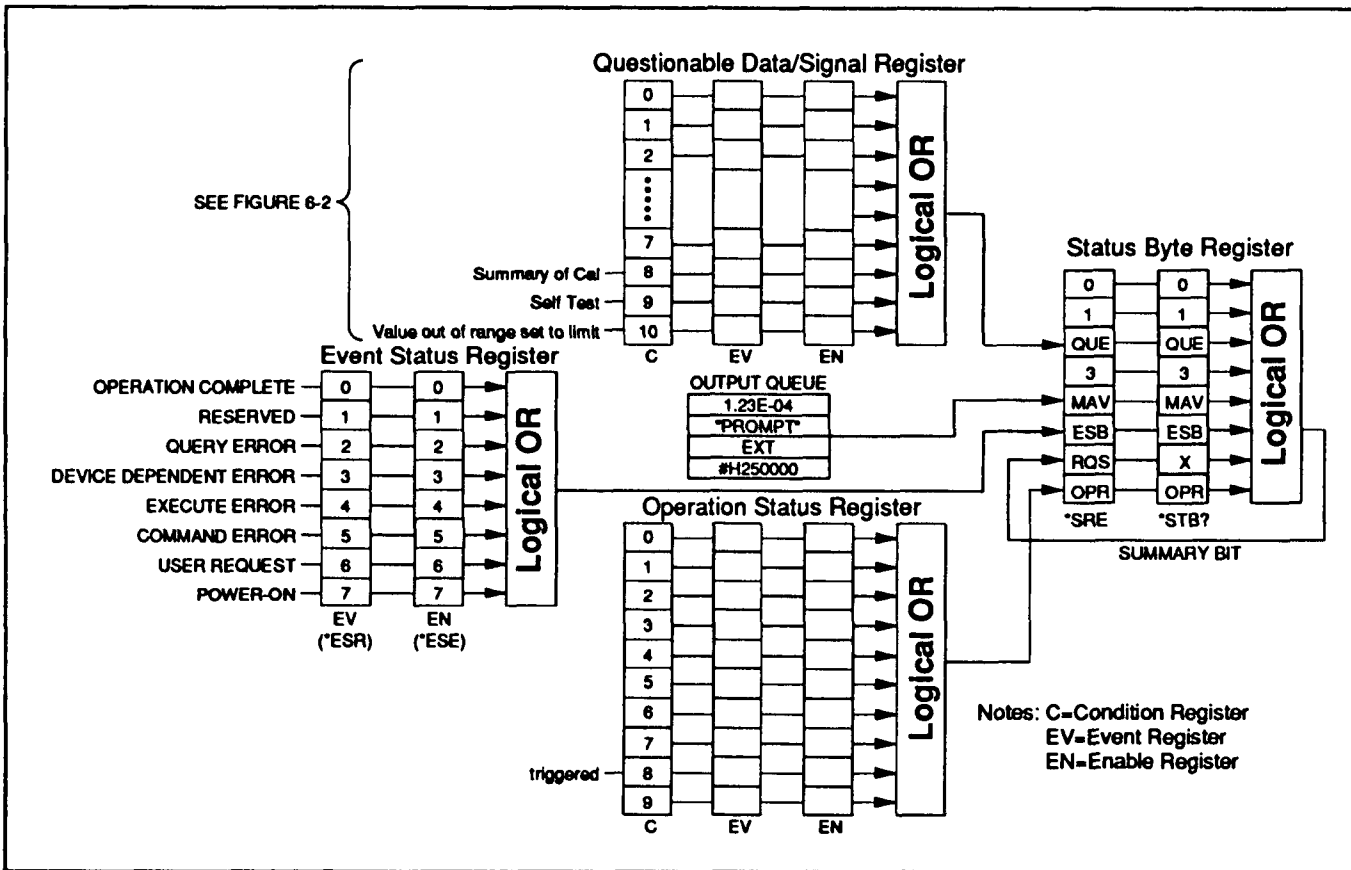 Questionable Data/Signal Register
SEE FIGURE 6-2
0
1
2
7
Summary of Cal 8
Self Test 9
Value out of range set to limit 10
C EV EN
Logical OR
Event Status Register
OPERATION COMPLETE 0 0
RESERVED 1 1
QUERY ERROR 2 2
DEVICE DEPENDENT ERROR 3 3
EXECUTE ERROR 4 4
COMMAND ERROR 5 5
USER REQUEST 6 6
POWER-ON 7 7
EV EN
(*ESR) (*ESE)
Logical OR
OUTPUT QUEUE
1.23E-04
"PROMPT"
EXT
#H250000
Operation Status Register
0
1
2
3
4
5
6
7
triggered 8
9
C EV EN
Logical OR
Status Byte Register
0 0
1 1
QUE QUE
3 3
MAV MAV
ESB ESB
RQS X
OPR OPR
*SRE *STB?
Logical OR
SUMMARY BIT
Notes: C=Condition Register
EV=Event Register
EN=Enable Register